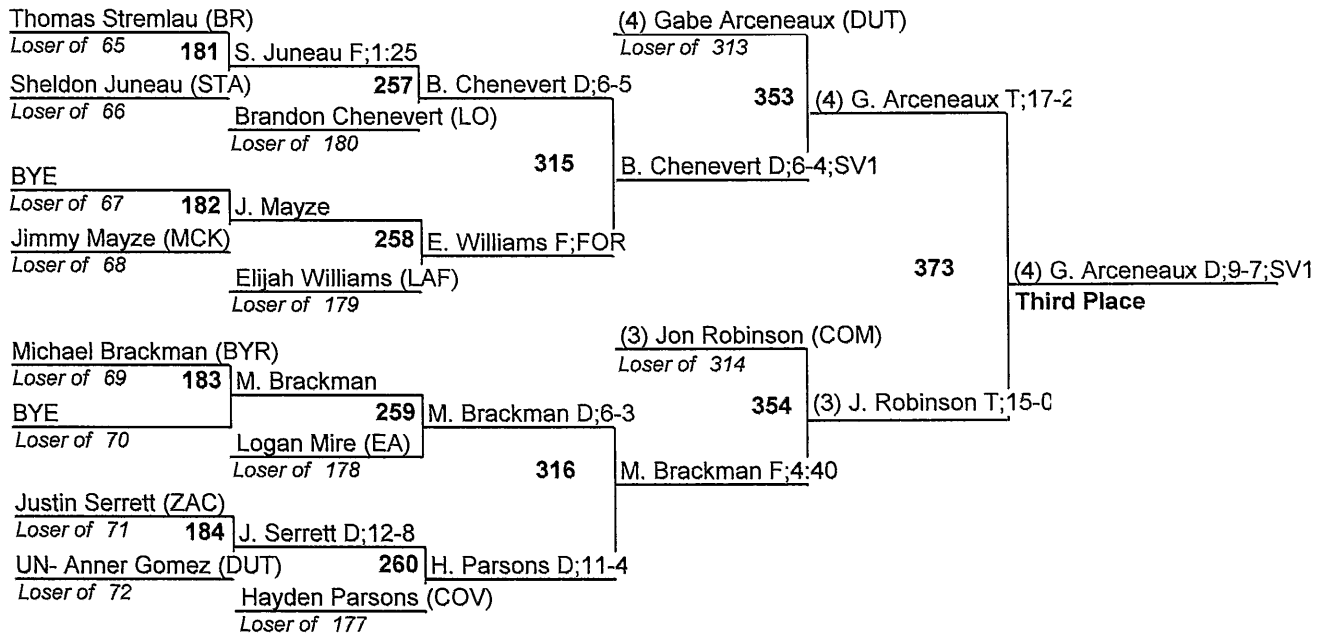 Thomas Stremlau (BR)
Loser of 65
181
S. Juneau F;1:25
Sheldon Juneau (STA)
Loser of 66
257
B. Chenevert D;6-5
Brandon Chenevert (LO)
Loser of 180
315
BYE
Loser of 67
182
J. Mayze
Jimmy Mayze (MCK)
Loser of 68
258
E. Williams F;FOR
Elijah Williams (LAF)
Loser of 179
(4) Gabe Arceneaux (DUT)
Loser of 313
353
(4) G. Arceneaux T;17-2
B. Chenevert D;6-4;SV1
373
(4) G. Arceneaux D;9-7;SV1
Third Place
Michael Brackman (BYR)
Loser of 69
183
M. Brackman
BYE
Loser of 70
259
M. Brackman D;6-3
Logan Mire (EA)
Loser of 178
316
Justin Serrett (ZAC)
Loser of 71
184
J. Serrett D;12-8
UN- Anner Gomez (DUT)
Loser of 72
260
H. Parsons D;11-4
Hayden Parsons (COV)
Loser of 177
(3) Jon Robinson (COM)
Loser of 314
354
(3) J. Robinson T;15-0
M. Brackman F;4:40